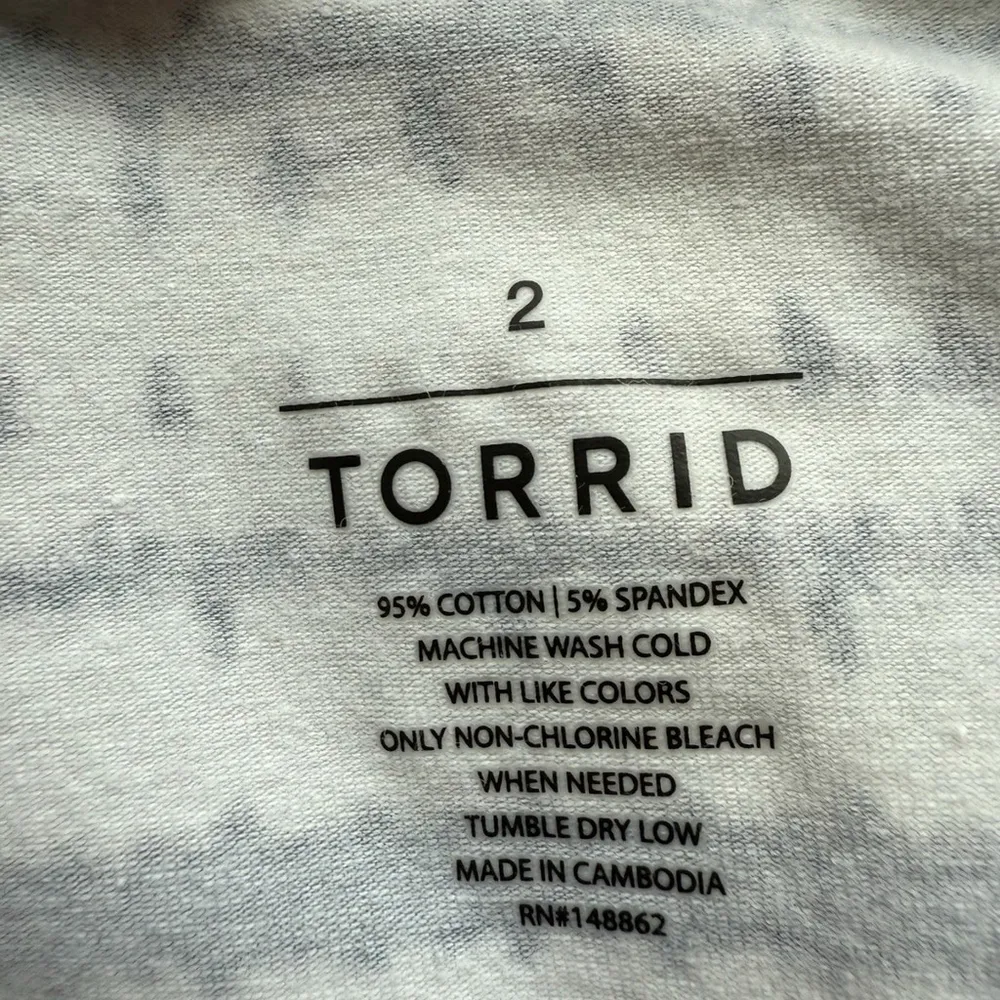 2
TORRID
95% COTTON | 5% SPANDEX
MACHINE WASH COLD
WITH LIKE COLORS
ONLY NON-CHLORINE BLEACH
WHEN NEEDED
TUMBLE DRY LOW
MADE IN CAMBODIA
RN#148862